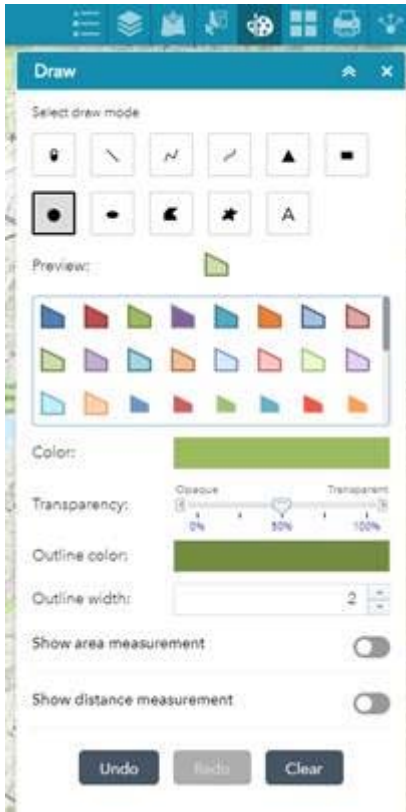 Draw
Select draw mode
A
Preview:
Color:
Opaque Transparent
Transparency:
0% 50% 100%
Outline color:
Outline width: 2
Show area measurement
Show distance measurement
Undo Redo Clear